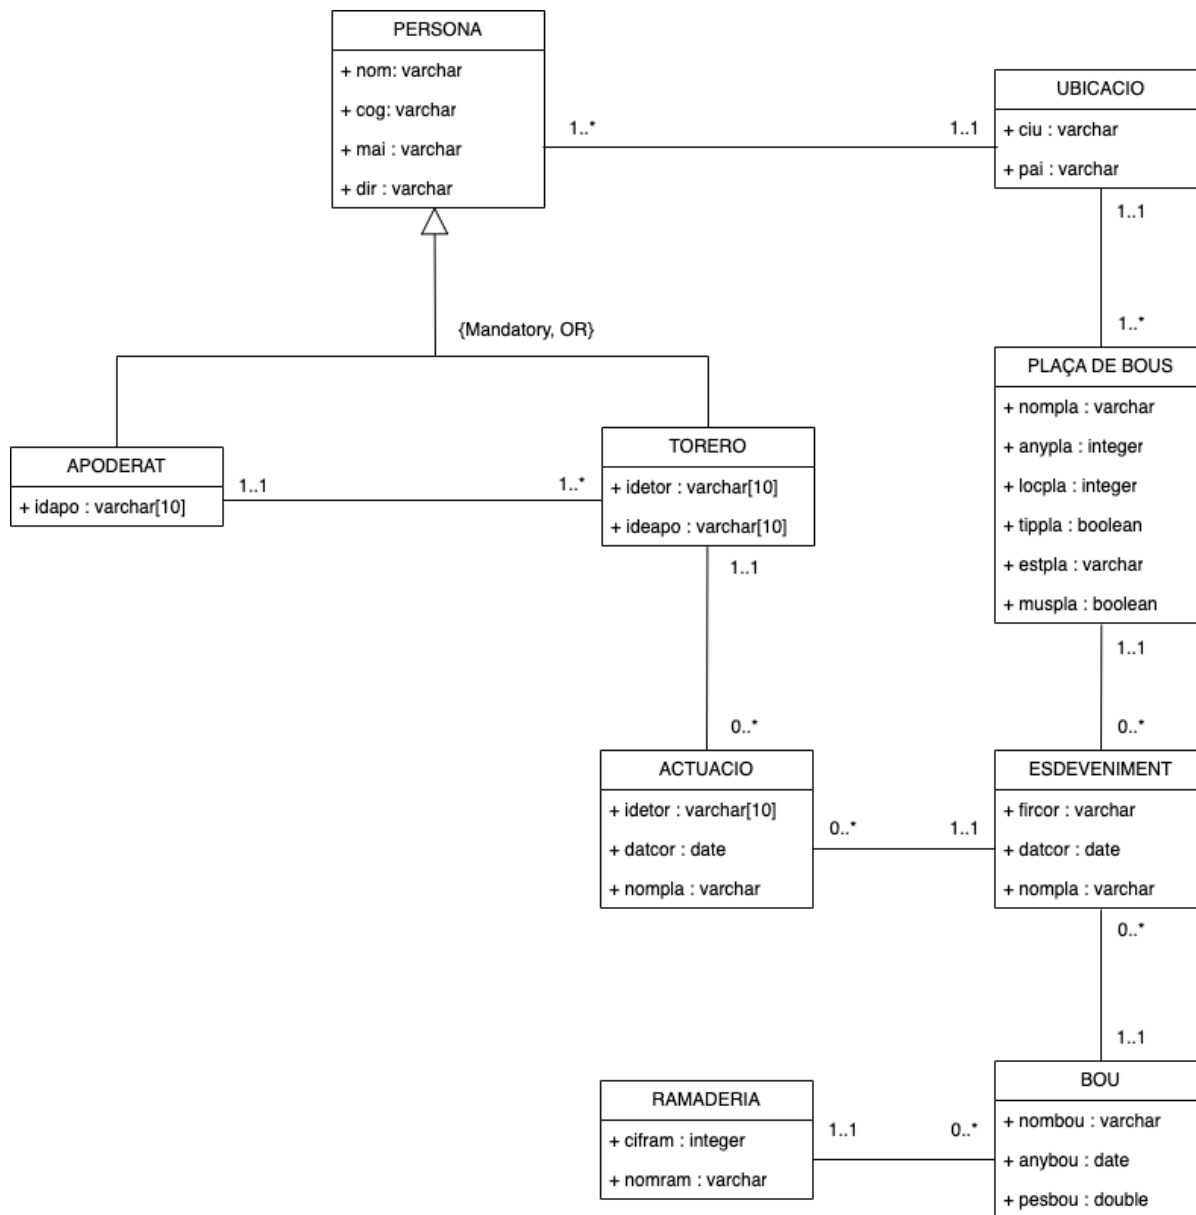 PERSONA
+ nom: varchar
+ cog: varchar
+ mai : varchar
+ dir : varchar
1..*
1..1
UBICACIO
+ ciu : varchar
+ pai : varchar
1..1
{Mandatory, OR}
1..*
PLAÇA DE BOUS
+ nompla : varchar
+ anypla : integer
+ locpla : integer
+ tippla : boolean
+ estpla : varchar
+ muspla : boolean
APODERAT
+ idapo : varchar[10]
1..1
1..*
TORERO
+ idetor : varchar[10]
+ ideapo : varchar[10]
1..1
1..1
0..*
0..*
ACTUACIO
+ idetor : varchar[10]
+ datcor : date
+ nompla : varchar
0..*
1..1
ESDEVENIMENT
+ fircor : varchar
+ datcor : date
+ nompla : varchar
0..*
1..1
RAMADERIA
+ cifram : integer
+ nomram : varchar
1..1
0..*
BOU
+ nombou : varchar
+ anybou : date
+ pesbou : double